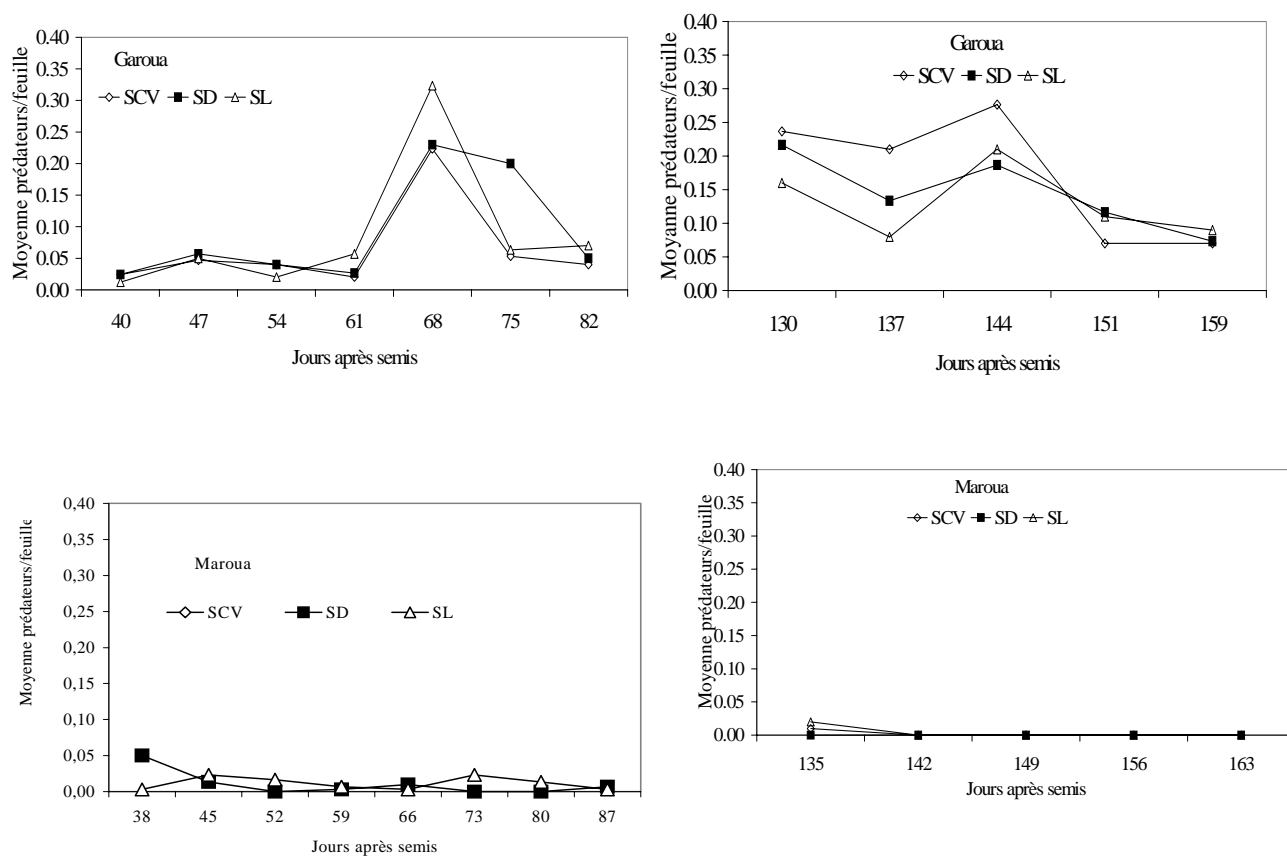 Moyenne prédateurs/feuille
0.40
0.35
0.30
0.25
0.20
0.15
0.10
0.05
0.00
Garoua
SCV SD SL
40 47 54 61 68 75 82
Jours après semis
Moyanne prédateurs/feuille
0.40
0.35
0.30
0.25
0.20
0.15
0.10
0.05
0.00
Garoua
SCV SD SL
130 137 144 151 159
Jours après semis
Moyenne prédateurs/feuille
0,40
0,35
0,30
0,25
0,20
0,15
0,10
0,05
0,00
Maroua
SCV SD SL
38 45 52 59 66 73 80 87
Jours après semis
Moyenne prédateurs/feuille
0.40
0.35
0.30
0.25
0.20
0.15
0.10
0.05
0.00
Maroua
SCV SD SL
135 142 149 156 163
Jours après semis